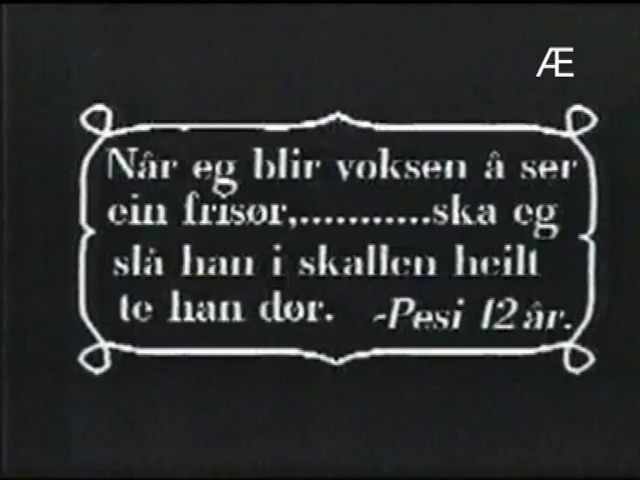 Æ
Når eg blir voksen å ser
ein frisør,...........ska eg
slå han i skallen heilt
te han dør. -Pesi 12 år.